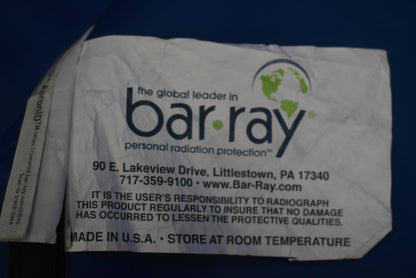 the global leader in
bar•ray®
personal radiation protection™
90 E. Lakeview Drive, Littlestown, PA 17340
717-359-9100 • www.Bar-Ray.com
IT IS THE USER'S RESPONSIBILITY TO RADIOGRAPH
THIS PRODUCT REGULARLY TO INSURE THAT NO DAMAGE
HAS OCCURRED TO LESSEN THE PROTECTIVE QUALITIES.
MADE IN U.S.A. • STORE AT ROOM TEMPERATURE